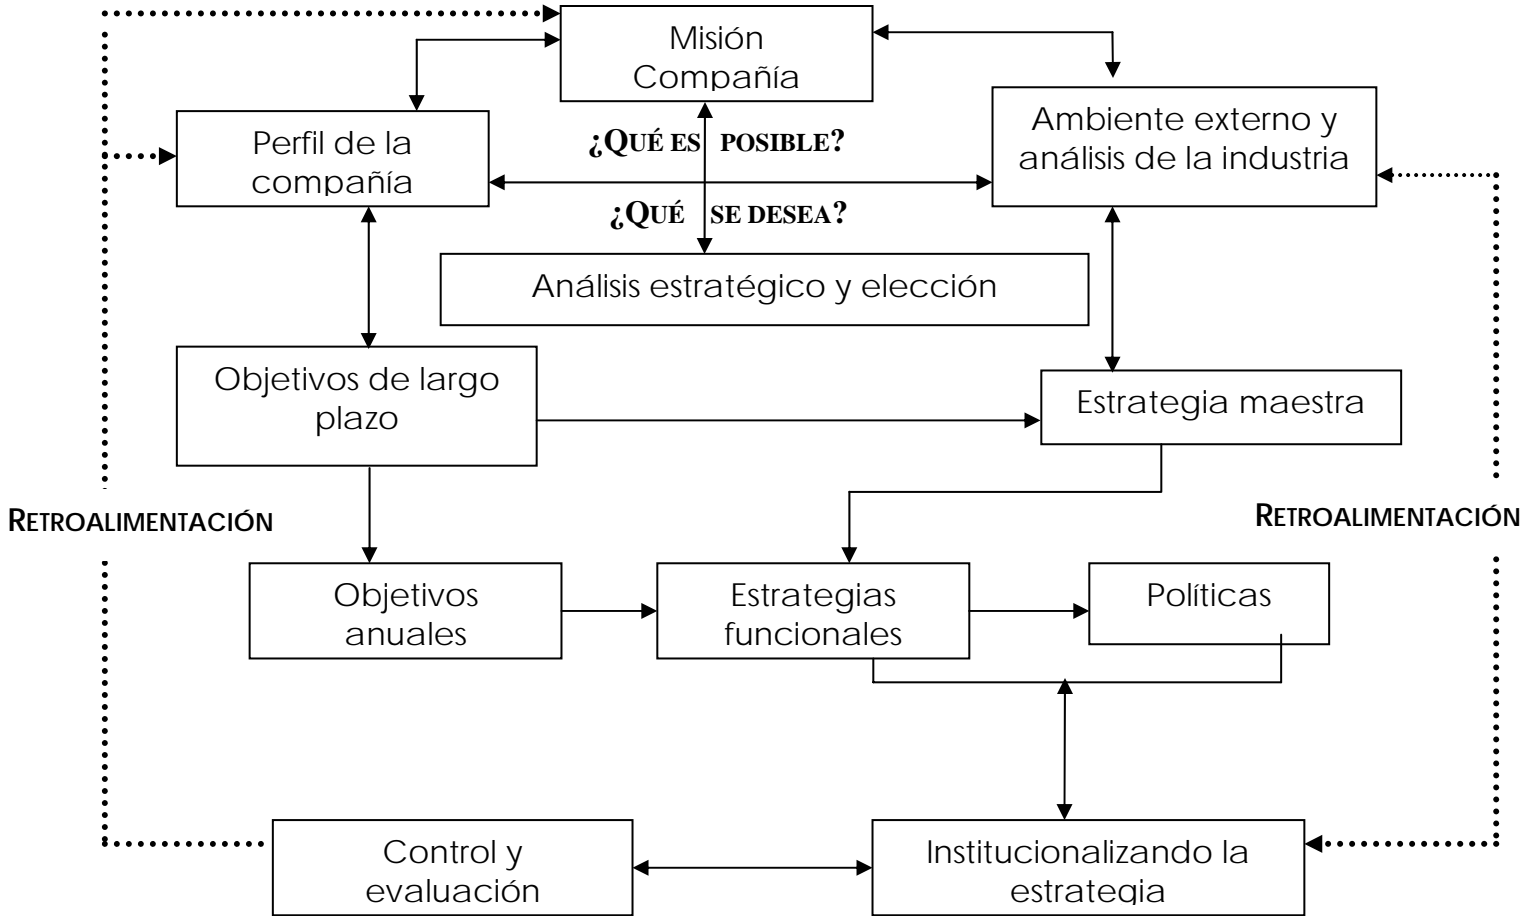 Misión
Compañía
Perfil de la
compañía
¿QUÉ ES POSIBLE?
Ambiente externo y
análisis de la industria
¿QUÉ SE DESEA?
Análisis estratégico y elección
Objetivos de largo
plazo
Estrategia maestra
RETROALIMENTACIÓN
RETROALIMENTACIÓN
Objetivos
anuales
Estrategias
funcionales
Políticas
Control y
evaluación
Institucionalizando la
estrategia